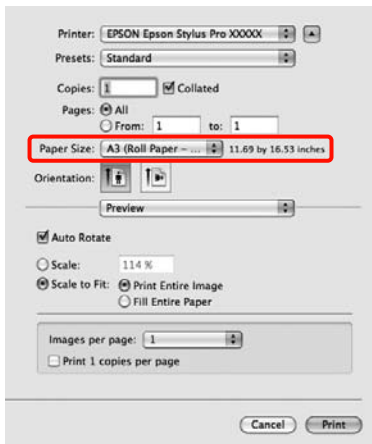 Printer: EPSON Epson Stylus Pro XXXXX
Presets: Standard
Copies: 1 Collated
Pages: All
From: 1 to: 1
Paper Size: A3 (Roll Paper – ... 11.69 by 16.53 inches
Orientation:
Preview
Auto Rotate
Scale: 114 %
Scale to Fit: Print Entire Image
Fill Entire Paper
Images per page: 1
Print 1 copies per page
Cancel Print